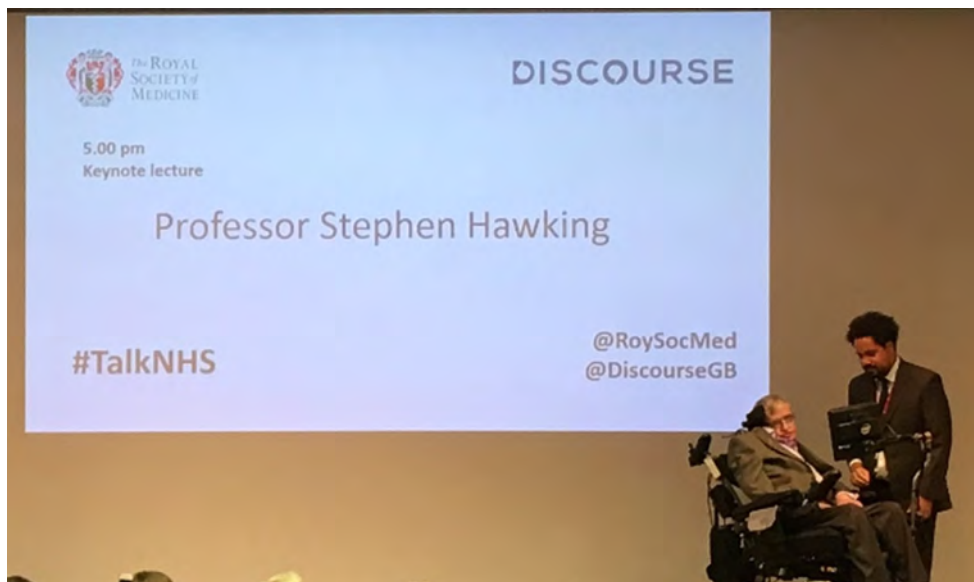 The ROYAL
SOCIETY of
MEDICINE
DISCOURSE
5.00 pm
Keynote lecture
Professor Stephen Hawking
#TalkNHS
@RoySocMed
@DiscourseGB